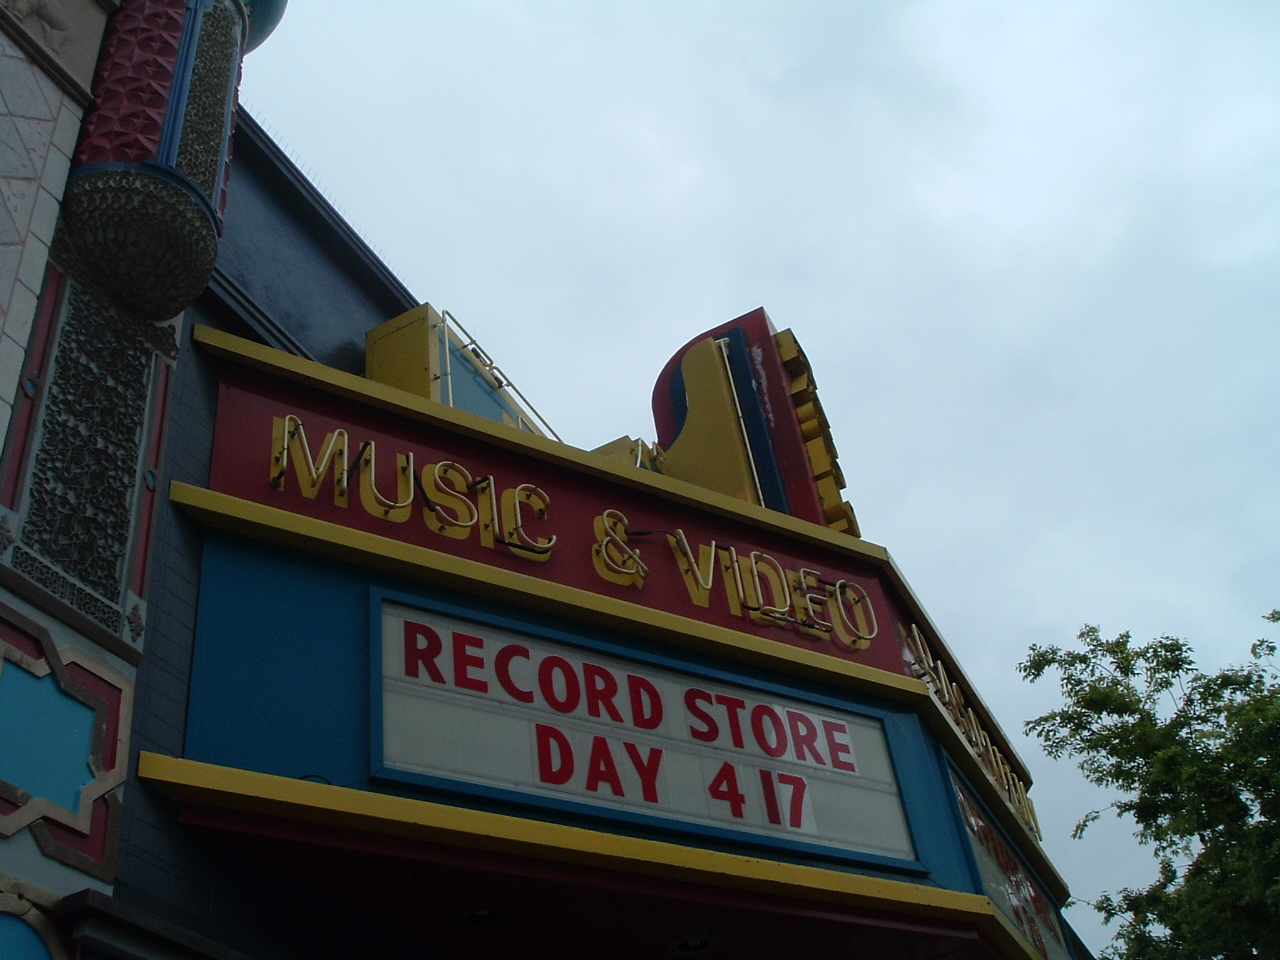 MUSIC & VIDEO
RECORD STORE
DAY 4 17